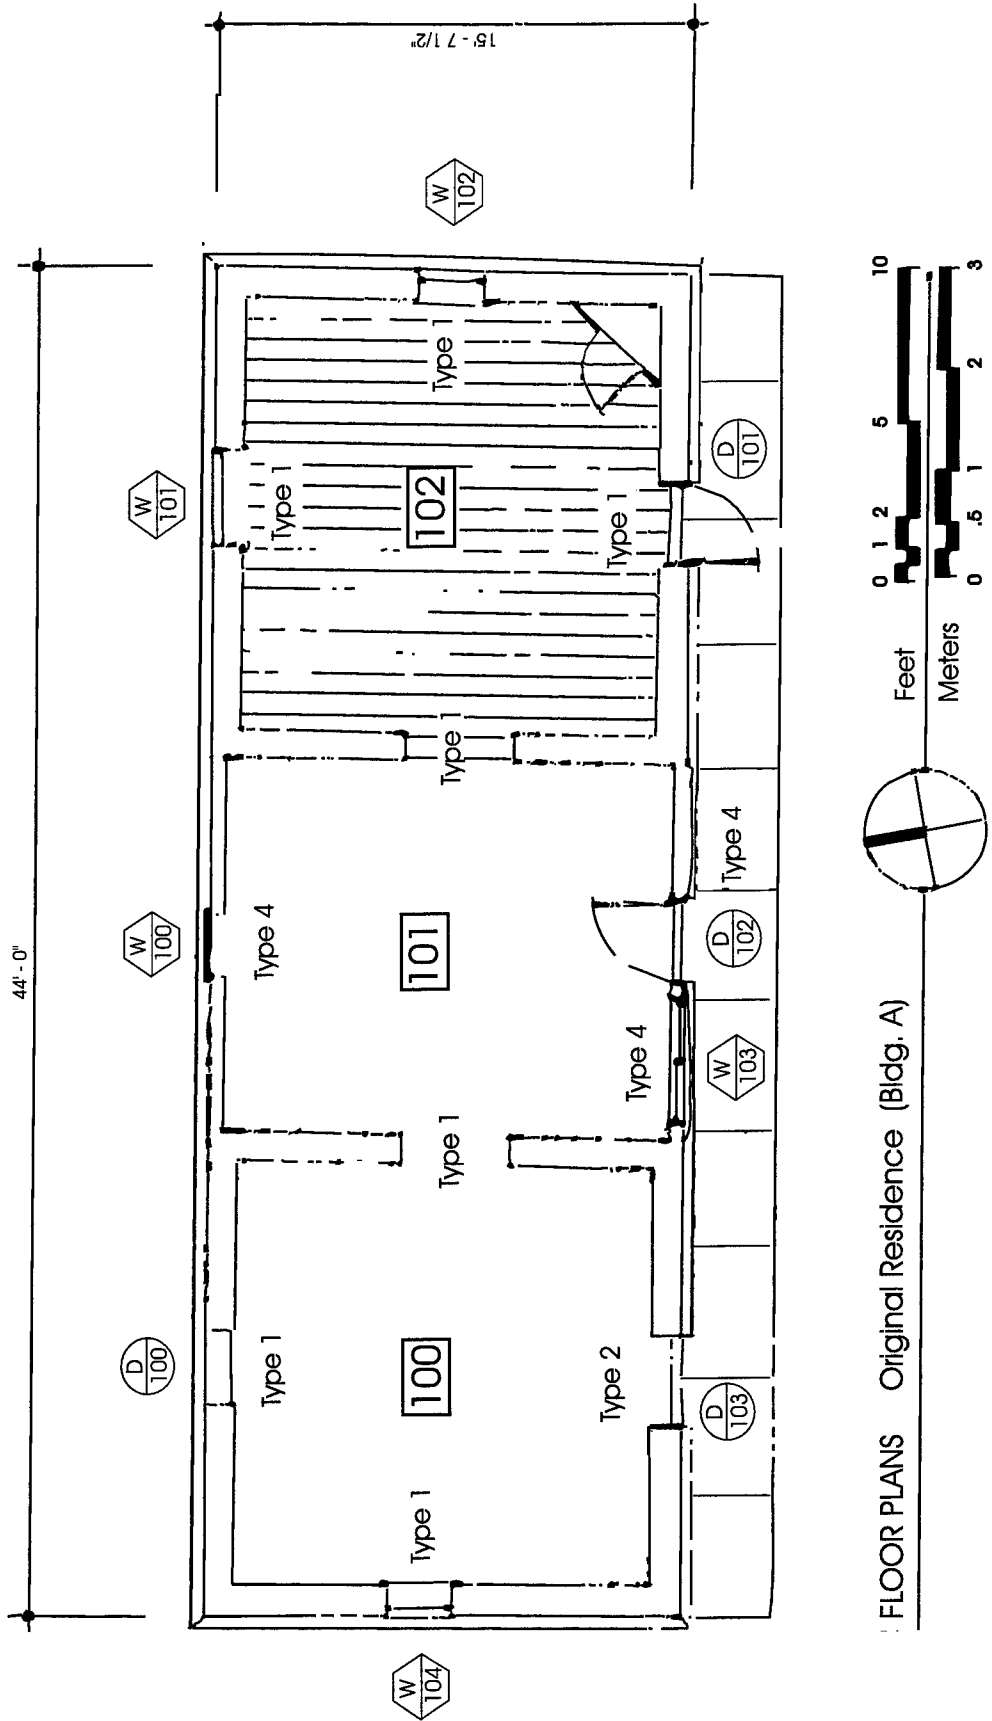 44' - 0"
D
100
W
100
W
101
Type 1
Type 4
Type 1
W
104
Type 1
100
Type 1
101
Type 1
102
Type 1
W
102
15' - 7 1/2"
Type 2
Type 4
Type 1
D
103
W
103
D
102
Type 4
D
101
FLOOR PLANS Original Residence (Bldg. A)
Feet 0 1 2 5 10
Meters 0 .5 1 2 3